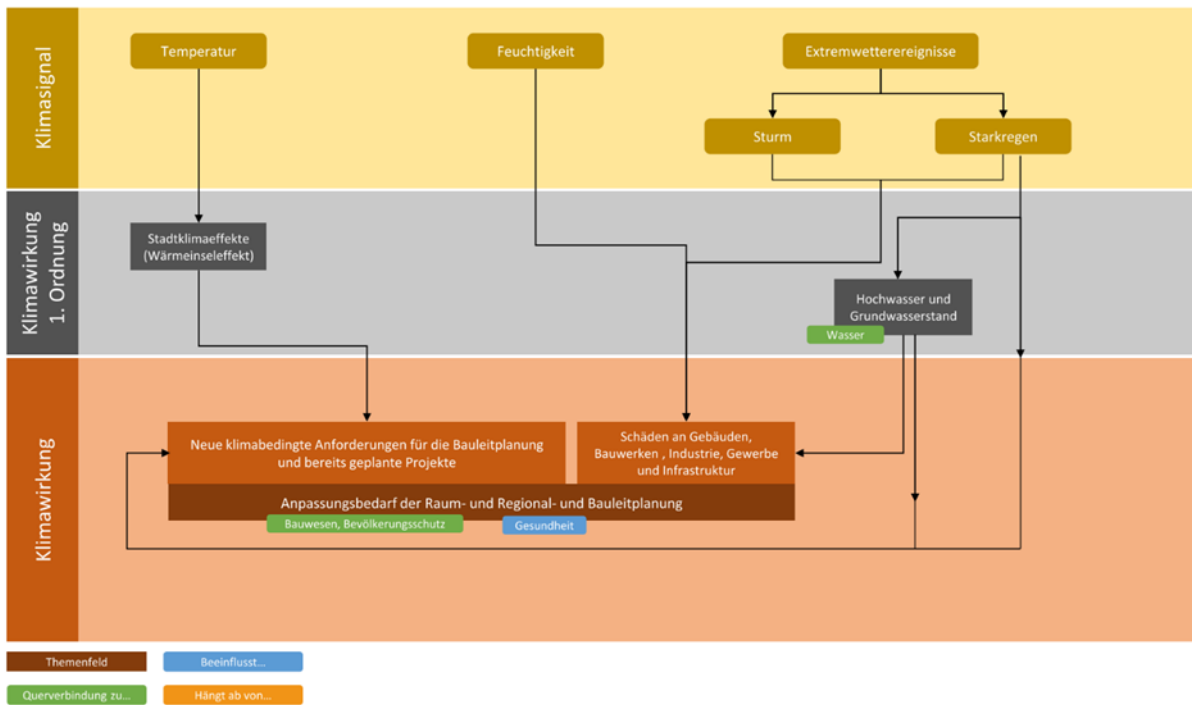 Klimasignal
Temperatur
Feuchtigkeit
Extremwetterereignisse
Sturm
Starkregen
Klimawirkung
1. Ordnung
Stadtklimaeffekte
(Wärmeinseleffekt)
Hochwasser und
Grundwasserstand
Wasser
Klimawirkung
Neue klimabedingte Anforderungen für die Bauleitplanung
und bereits geplante Projekte
Schäden an Gebäuden,
Bauwerken , Industrie, Gewerbe
und Infrastruktur
Anpassungsbedarf der Raum- und Regional- und Bauleitplanung
Bauwesen, Bevölkerungsschutz
Gesundheit
Themenfeld
Beeinflusst...
Querverbindung zu...
Hängt ab von...